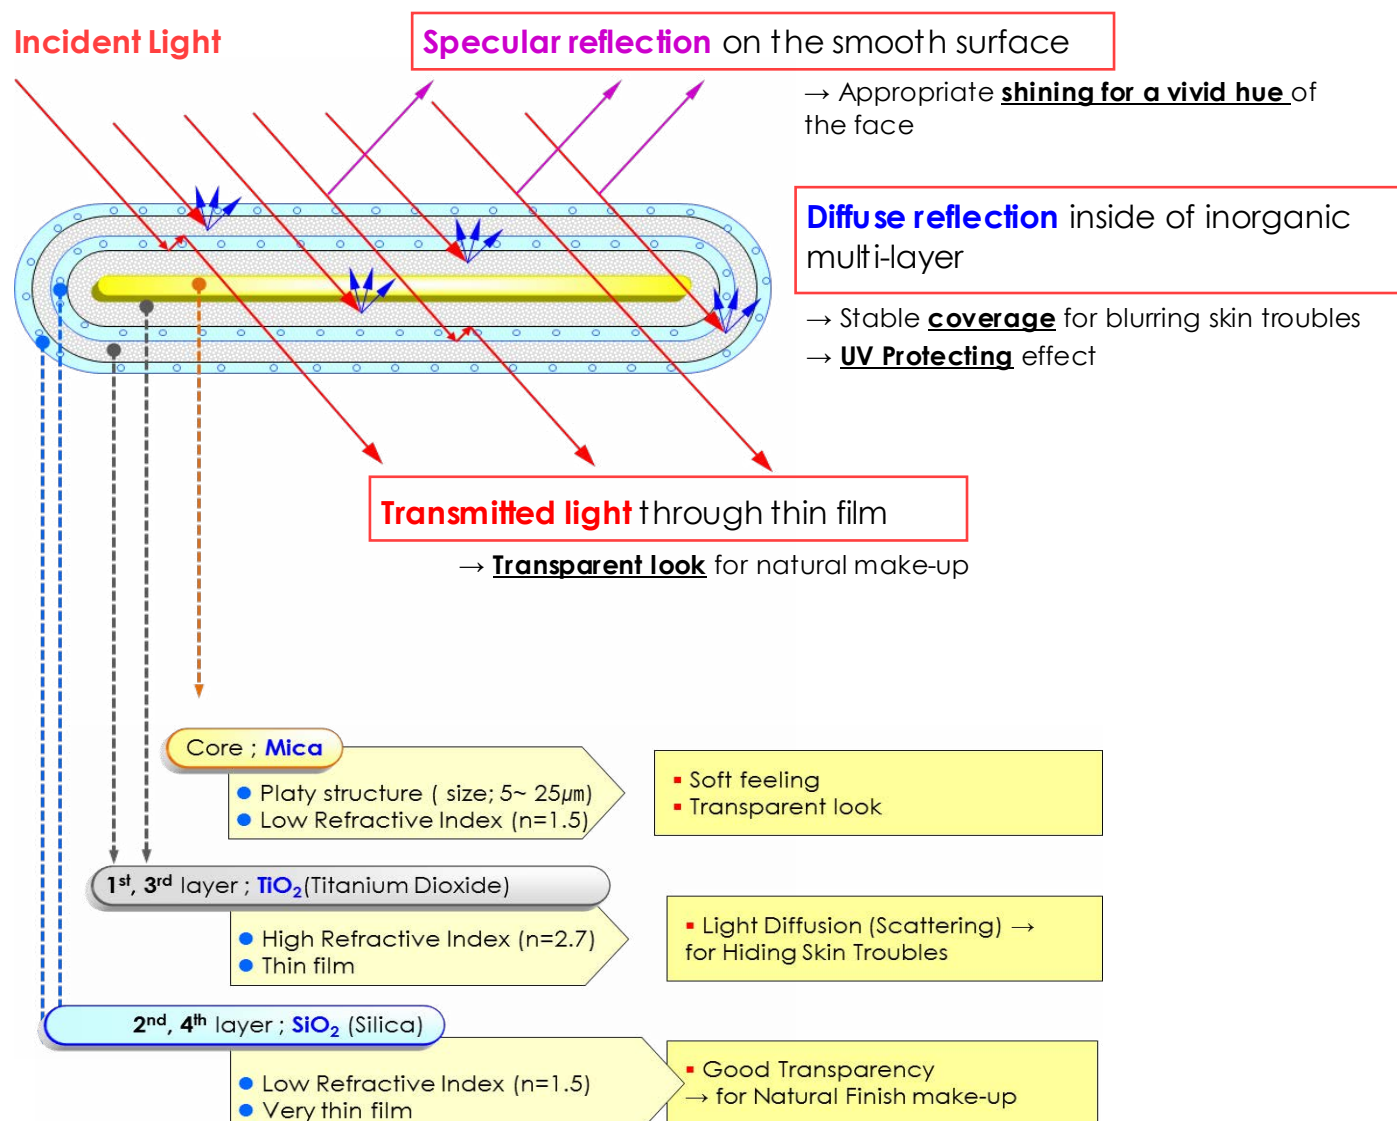 Incident Light
Specular reflection on the smooth surface
→ Appropriate shining for a vivid hue of
the face
Diffuse reflection inside of inorganic
multi-layer
→ Stable coverage for blurring skin troubles
→ UV Protecting effect
Transmitted light through thin film
→ Transparent look for natural make-up
Core ; Mica
● Platy structure ( size; 5~ 25㎛)
● Low Refractive Index (n=1.5)
▪ Soft feeling
▪ Transparent look
1st, 3rd layer ; TiO₂(Titanium Dioxide)
● High Refractive Index (n=2.7)
● Thin film
▪ Light Diffusion (Scattering) →
for Hiding Skin Troubles
2nd, 4th layer ; SiO₂ (Silica)
● Low Refractive Index (n=1.5)
● Very thin film
▪ Good Transparency
→ for Natural Finish make-up